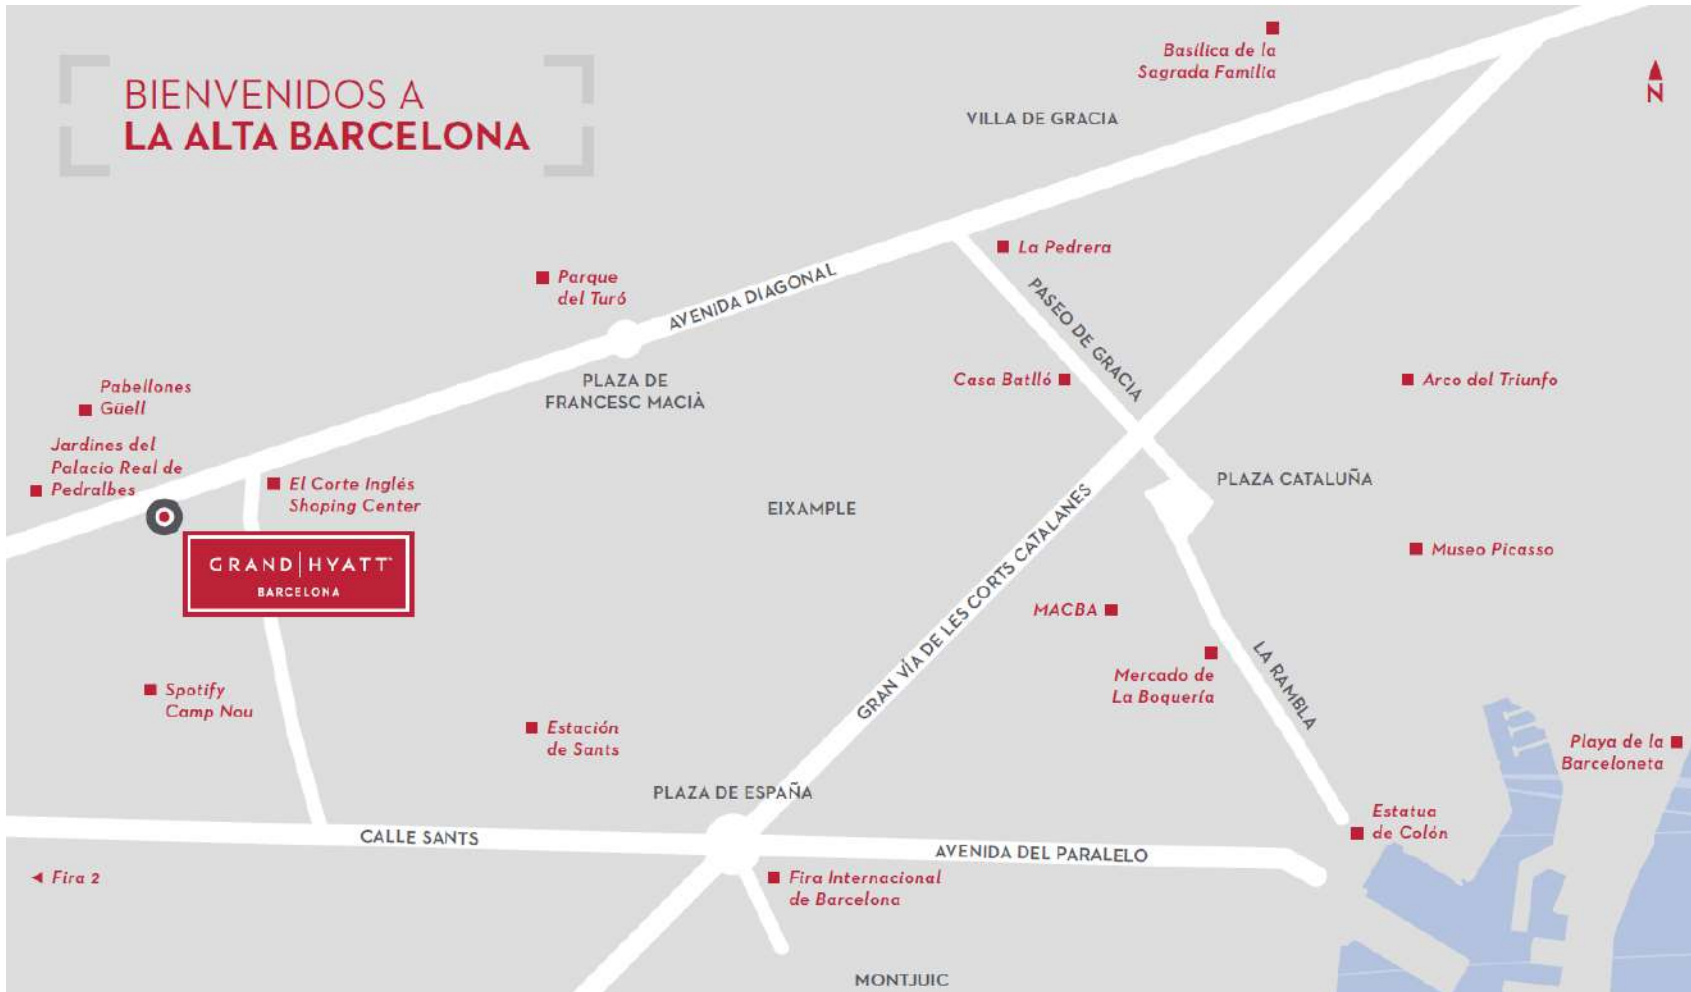 BIENVENIDOS A
LA ALTA BARCELONA
Basílica de la
Sagrada Familia
N
VILLA DE GRACIA
La Pedrera
Parque
del Turó
AVENIDA DIAGONAL
PASEO DE GRACIA
PLAZA DE
FRANCESC MACIÀ
Casa Batlló
Arco del Triunfo
Pabellones
Güell
Jardines del
Palacio Real de
Pedralbes
El Corte Inglés
Shoping Center
EIXAMPLE
PLAZA CATALUÑA
GRAND|HYATT
BARCELONA
GRAN VÍA DE LES CORTS CATALANES
Museo Picasso
MACBA
Mercado de
La Boquería
LA RAMBLA
Spotify
Camp Nou
Estación
de Sants
PLAZA DE ESPAÑA
Playa de la
Barceloneta
Estatua
de Colón
CALLE SANTS
AVENIDA DEL PARALELO
Fira 2
Fira Internacional
de Barcelona
MONTJUIC